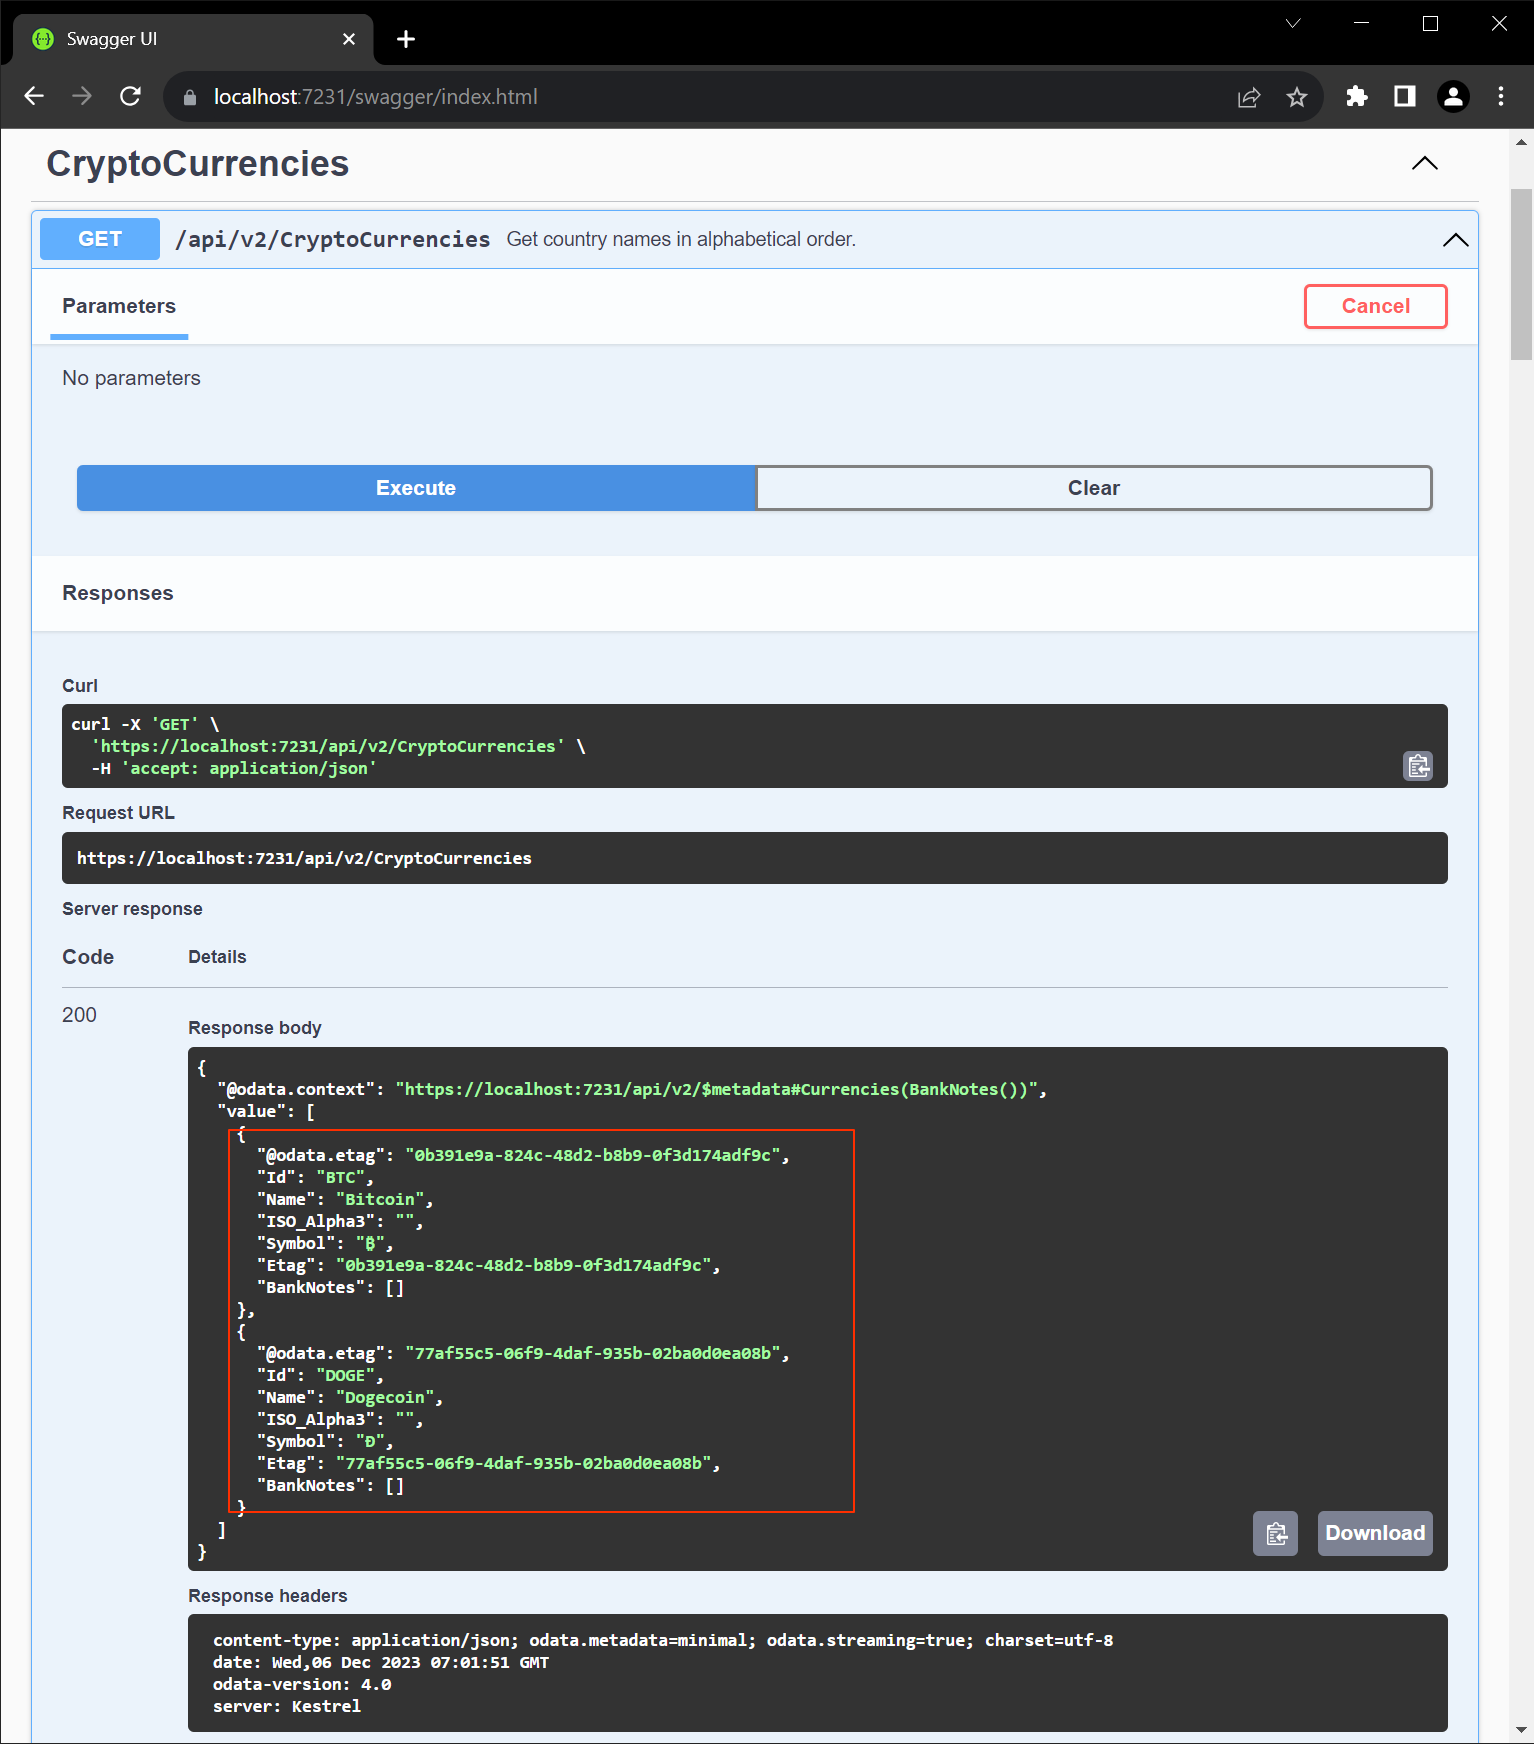 Swagger UI
localhost:7231/swagger/index.html
CryptoCurrencies
GET /api/v2/CryptoCurrencies Get country names in alphabetical order.
Parameters
Cancel
No parameters
Execute
Clear
Responses
Curl
curl -X 'GET' \
  'https://localhost:7231/api/v2/CryptoCurrencies' \
  -H 'accept: application/json'
Request URL
https://localhost:7231/api/v2/CryptoCurrencies
Server response
Code Details
200
Response body
{
  "@odata.context": "https://localhost:7231/api/v2/$metadata#Currencies(BankNotes())",
  "value": [
    {
      "@odata.etag": "0b391e9a-824c-48d2-b8b9-0f3d174adf9c",
      "Id": "BTC",
      "Name": "Bitcoin",
      "ISO_Alpha3": "",
      "Symbol": "₿",
      "Etag": "0b391e9a-824c-48d2-b8b9-0f3d174adf9c",
      "BankNotes": []
    },
    {
      "@odata.etag": "77af55c5-06f9-4daf-935b-02ba0d0ea08b",
      "Id": "DOGE",
      "Name": "Dogecoin",
      "ISO_Alpha3": "",
      "Symbol": "Ð",
      "Etag": "77af55c5-06f9-4daf-935b-02ba0d0ea08b",
      "BankNotes": []
    }
  ]
}
Download
Response headers
content-type: application/json; odata.metadata=minimal; odata.streaming=true; charset=utf-8
date: Wed,06 Dec 2023 07:01:51 GMT
odata-version: 4.0
server: Kestrel